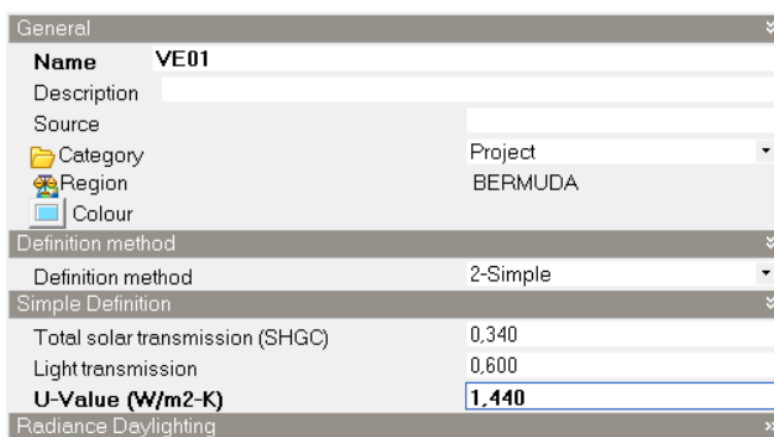 General
Name VE01
Description
Source
Category Project
Region BERMUDA
Colour
Definition method
Definition method 2-Simple
Simple Definition
Total solar transmission (SHGC) 0,340
Light transmission 0,600
U-Value (W/m2-K) 1,440
Radiance Daylighting